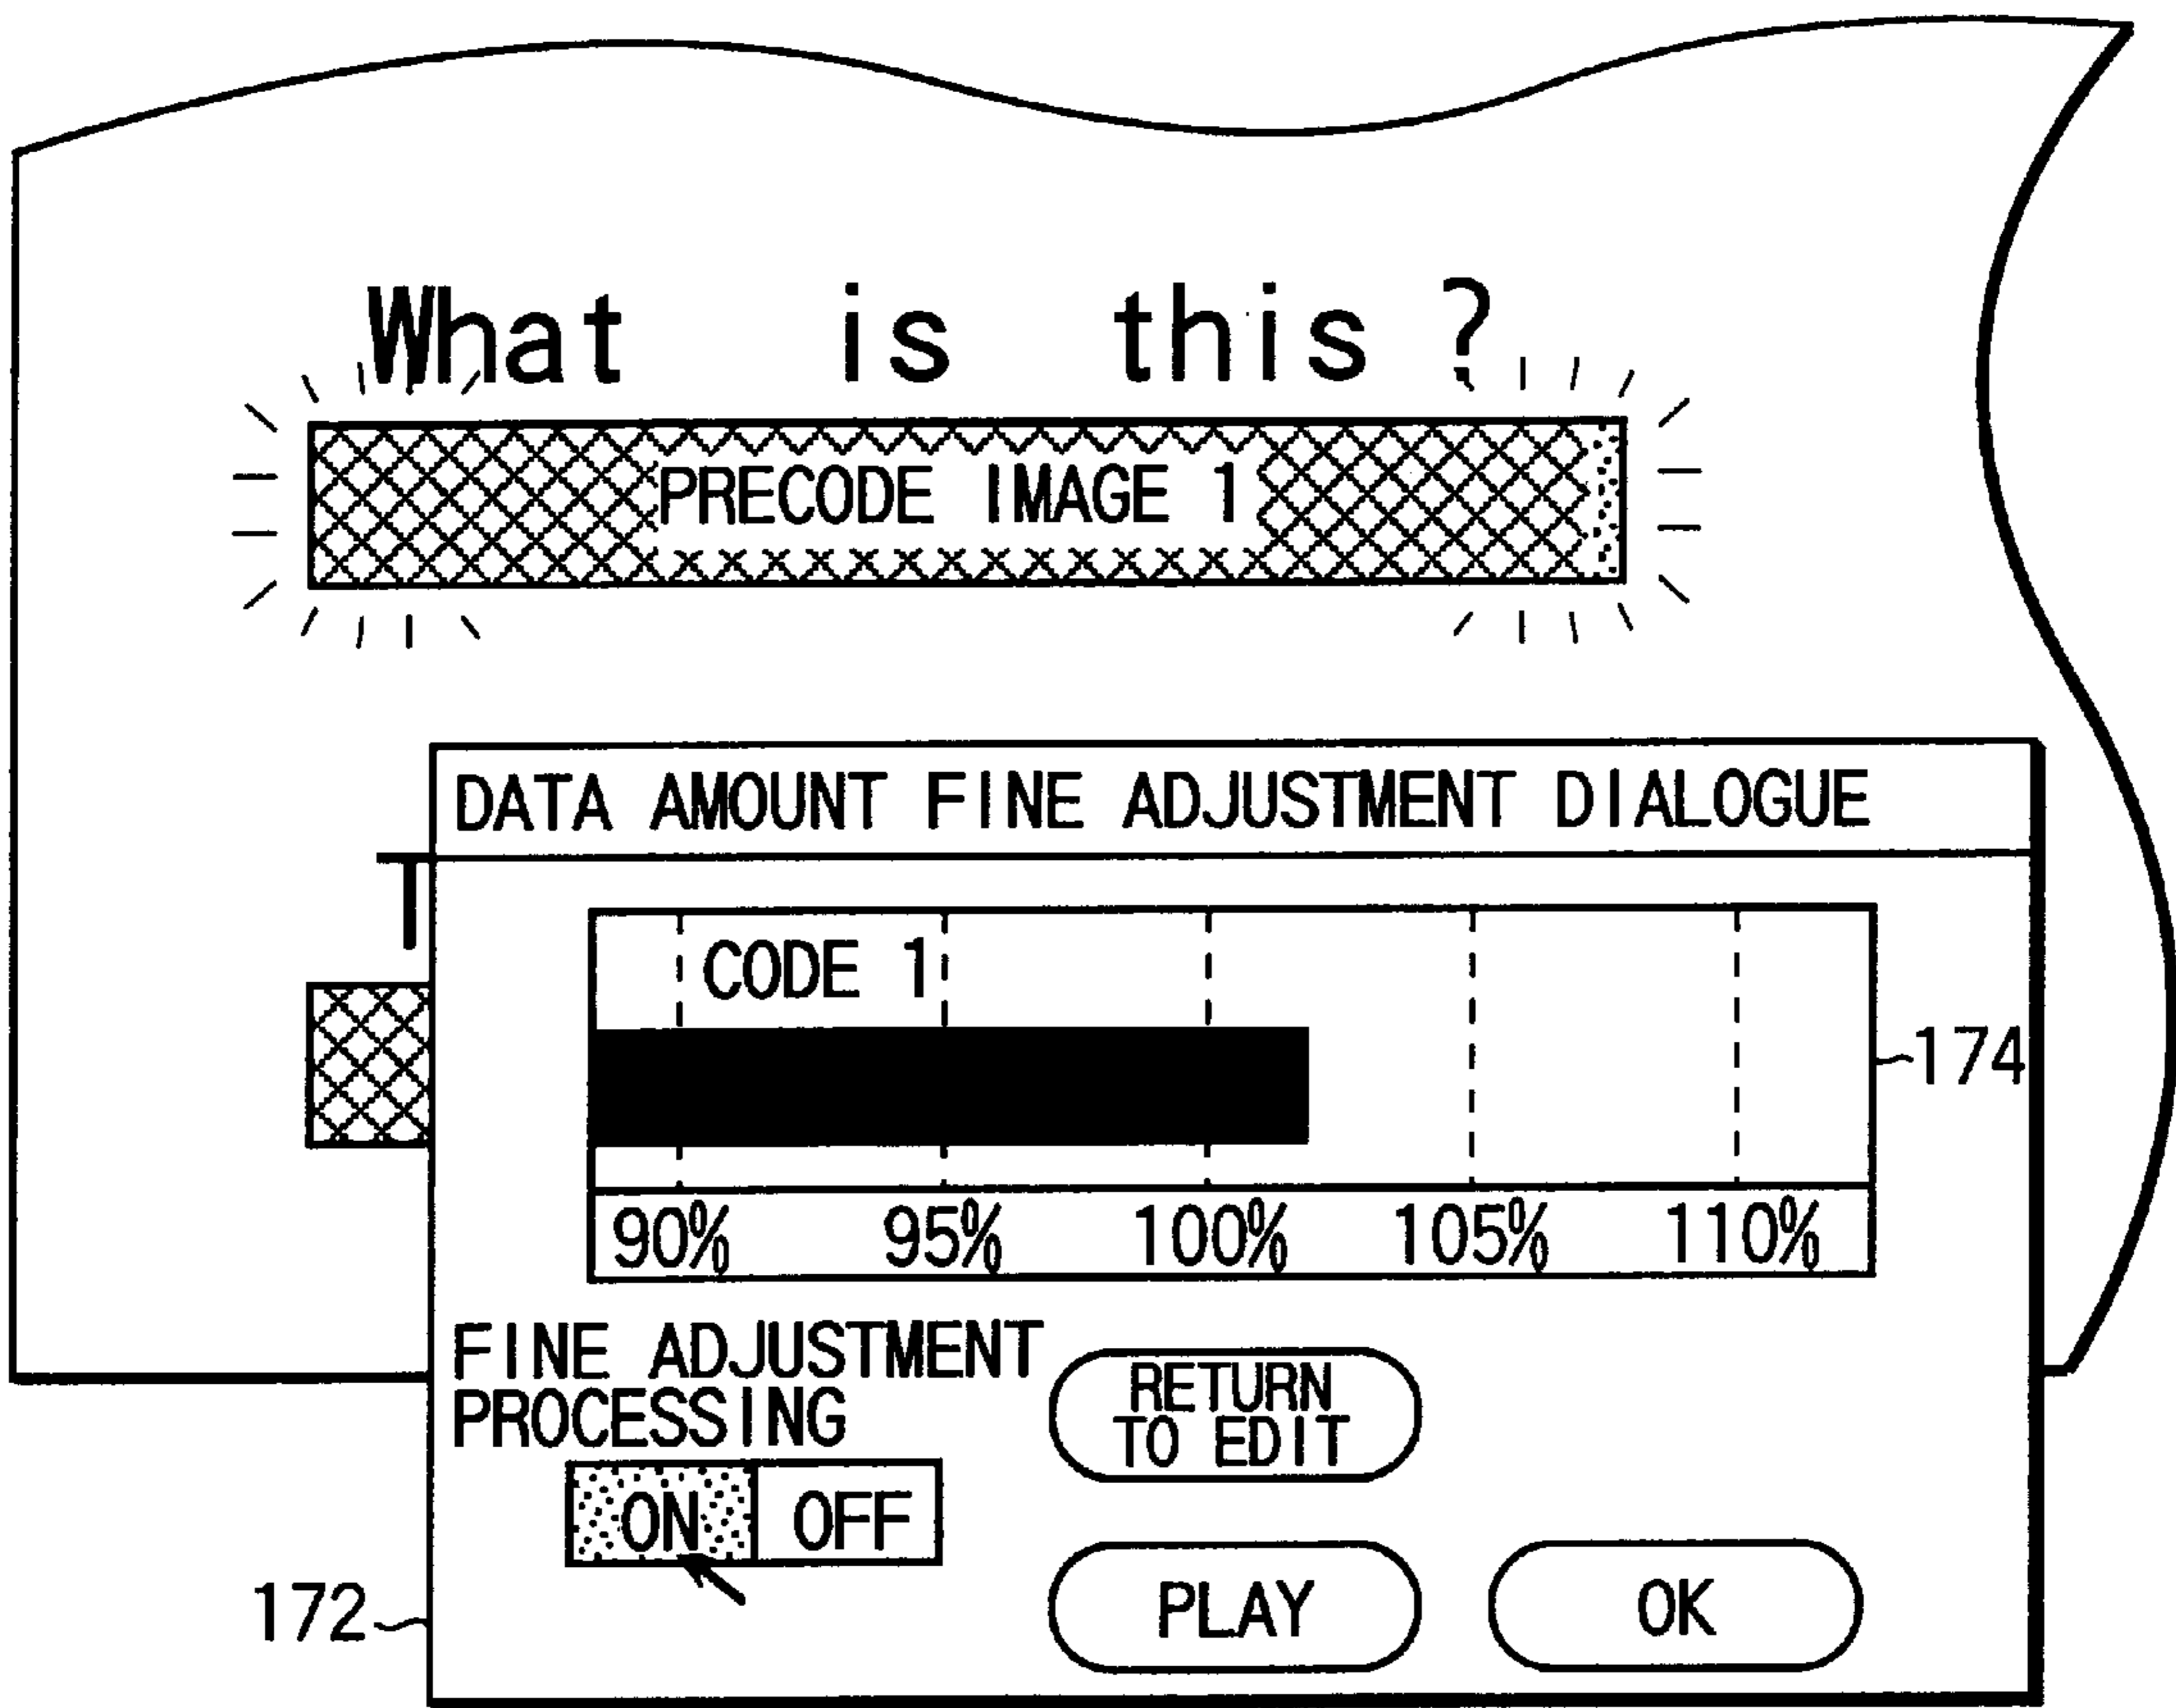 What is this?
PRECODE IMAGE 1
DATA AMOUNT FINE ADJUSTMENT DIALOGUE
T
CODE 1
174
90% 95% 100% 105% 110%
FINE ADJUSTMENT
PROCESSING
RETURN
TO EDIT
ON OFF
172
PLAY OK